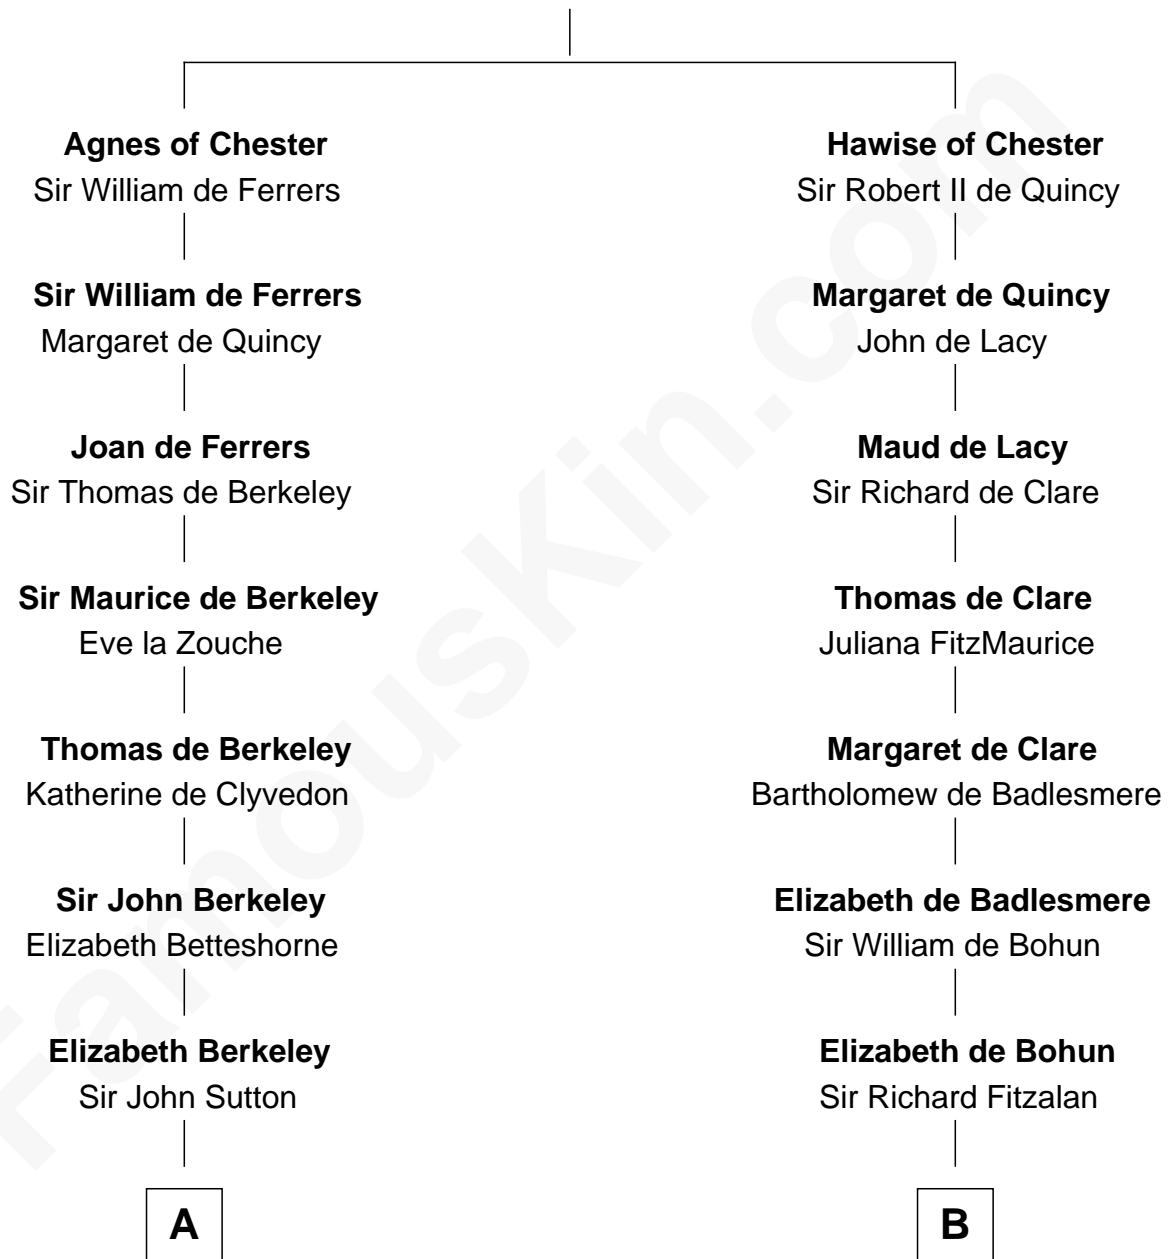 Agnes of Chester
Sir William de Ferrers
Sir William de Ferrers
Margaret de Quincy
Joan de Ferrers
Sir Thomas de Berkeley
Sir Maurice de Berkeley
Eve la Zouche
Thomas de Berkeley
Katherine de Clyvedon
Sir John Berkeley
Elizabeth Betteshorne
Elizabeth Berkeley
Sir John Sutton
A
Hawise of Chester
Sir Robert II de Quincy
Margaret de Quincy
John de Lacy
Maud de Lacy
Sir Richard de Clare
Thomas de Clare
Juliana FitzMaurice
Margaret de Clare
Bartholomew de Badlesmere
Elizabeth de Badlesmere
Sir William de Bohun
Elizabeth de Bohun
Sir Richard Fitzalan
B
FamousKin.com